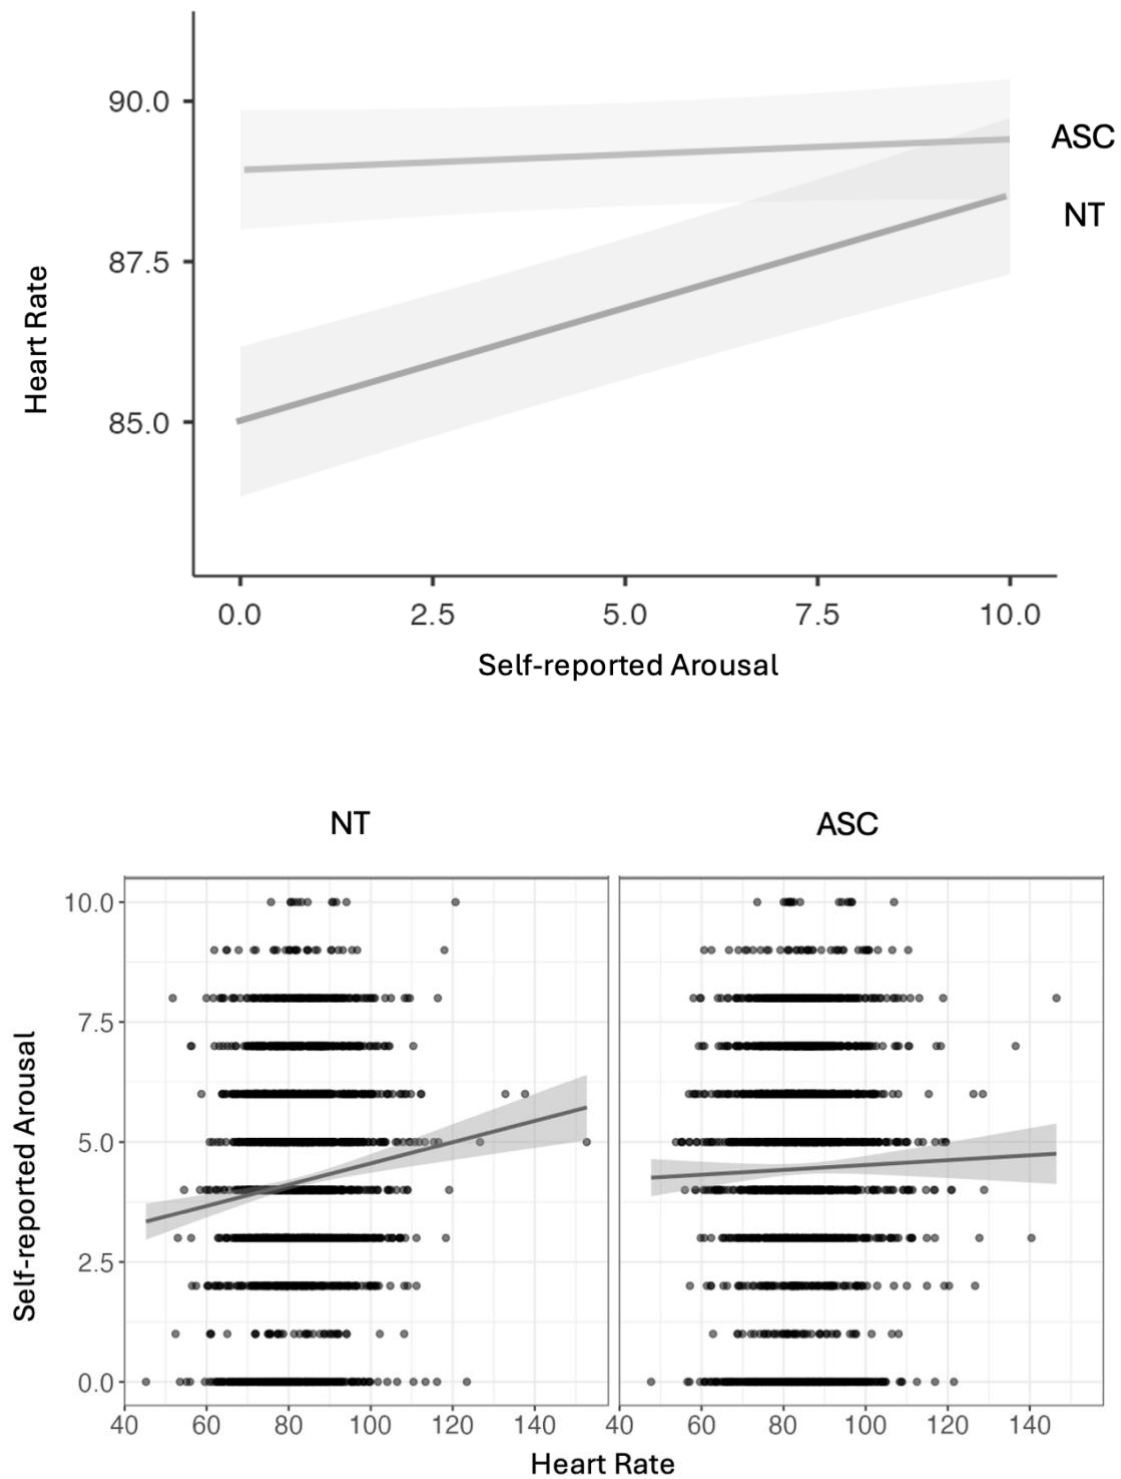 90.0
ASC
NT
87.5
Heart Rate
85.0
0.0 2.5 5.0 7.5 10.0
Self-reported Arousal
NT ASC
10.0
7.5
Self-reported Arousal
5.0
2.5
0.0
40 60 80 100 120 140 40 60 80 100 120 140
Heart Rate